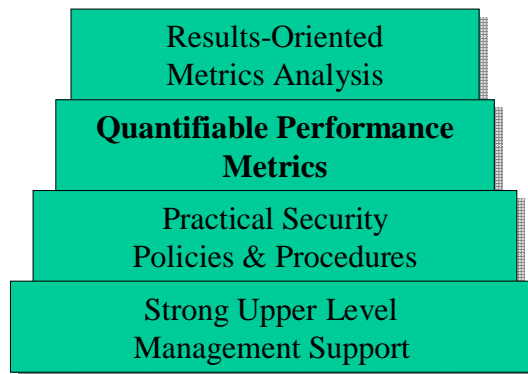 Results-Oriented
Metrics Analysis
Quantifiable Performance
Metrics
Practical Security
Policies & Procedures
Strong Upper Level
Management Support